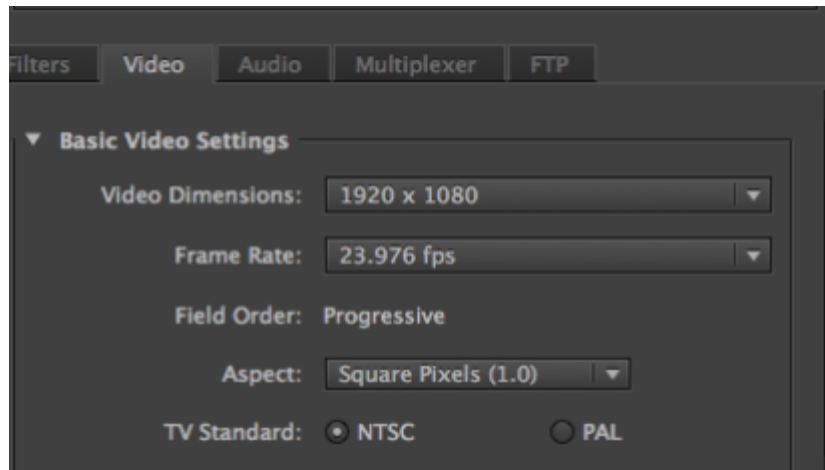 Filters Video Audio Multiplexer FTP
Basic Video Settings
Video Dimensions: 1920 x 1080
Frame Rate: 23.976 fps
Field Order: Progressive
Aspect: Square Pixels (1.0)
TV Standard: NTSC PAL